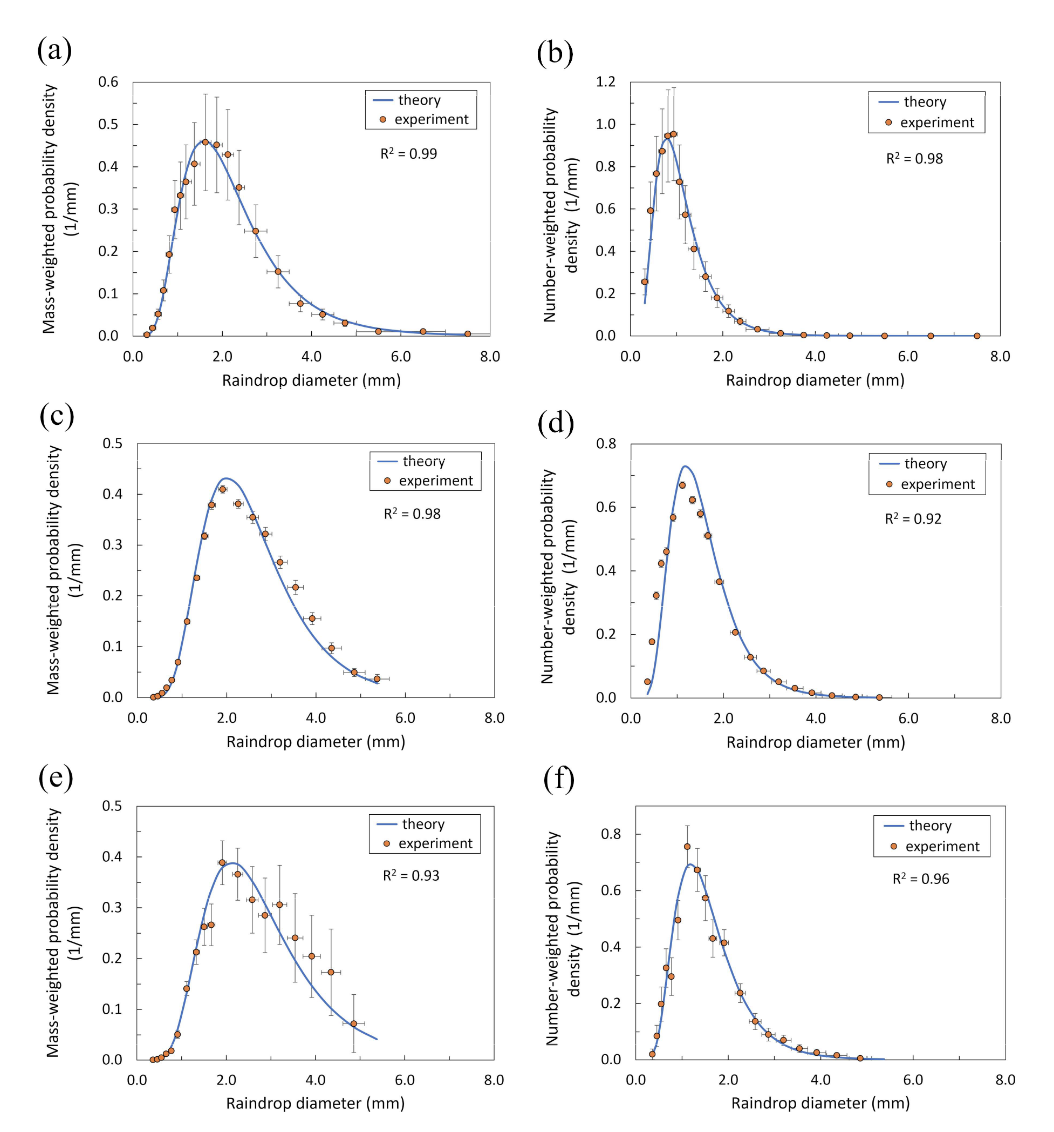 (a)
Mass-weighted probability density
(1/mm)
0.6
0.5
0.4
0.3
0.2
0.1
0.0
0.0 2.0 4.0 6.0 8.0
Raindrop diameter (mm)
theory
experiment
R² = 0.99
(b)
Number-weighted probability
density (1/mm)
1.2
1.0
0.8
0.6
0.4
0.2
0.0
0.0 2.0 4.0 6.0 8.0
Raindrop diameter (mm)
theory
experiment
R² = 0.98
(c)
Mass-weighted probability density
(1/mm)
0.5
0.4
0.3
0.2
0.1
0.0
0.0 2.0 4.0 6.0 8.0
Raindrop diameter (mm)
theory
experiment
R² = 0.98
(d)
Number-weighted probability
density (1/mm)
0.8
0.6
0.4
0.2
0.0
0.0 2.0 4.0 6.0 8.0
Raindrop diameter (mm)
theory
experiment
R² = 0.92
(e)
Mass-weighted probability density
(1/mm)
0.5
0.4
0.3
0.2
0.1
0.0
0.0 2.0 4.0 6.0 8.0
Raindrop diameter (mm)
theory
experiment
R² = 0.93
(f)
Number-weighted probability
density (1/mm)
0.8
0.6
0.4
0.2
0.0
0.0 2.0 4.0 6.0 8.0
Raindrop diameter (mm)
theory
experiment
R² = 0.96